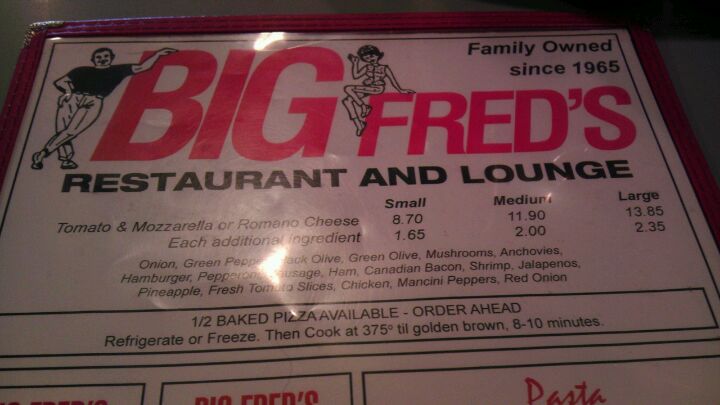 BIG FRED'S
Family Owned
since 1965
RESTAURANT AND LOUNGE
Small Medium Large
Tomato & Mozzarella or Romano Cheese 8.70 11.90 13.85
Each additional ingredient 1.65 2.00 2.35
Onion, Green Pepper, Black Olive, Green Olive, Mushrooms, Anchovies,
Hamburger, Pepperoni, Sausage, Ham, Canadian Bacon, Shrimp, Jalapenos,
Pineapple, Fresh Tomato Slices, Chicken, Mancini Peppers, Red Onion
1/2 BAKED PIZZA AVAILABLE - ORDER AHEAD
Refrigerate or Freeze. Then Cook at 375° til golden brown, 8-10 minutes.
BIG FRED'S BIG FRED'S Pasta